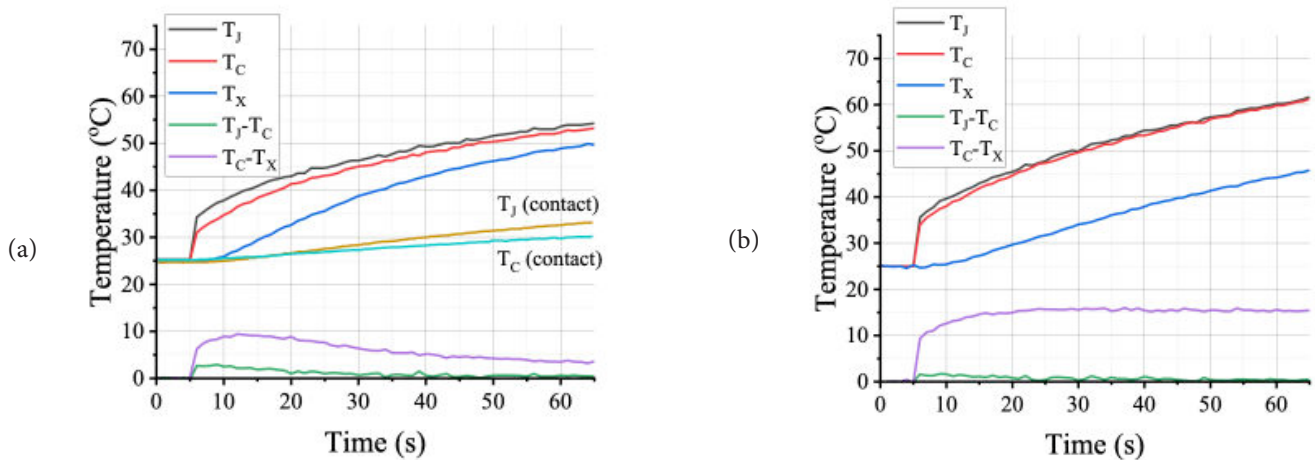 (a)
Temperature (°C)
70
60
50
40
30
20
10
0
T_J
T_C
T_X
T_J-T_C
T_C-T_X
T_J (contact)
T_C (contact)
0 10 20 30 40 50 60
Time (s)
(b)
Temperature (°C)
70
60
50
40
30
20
10
0
T_J
T_C
T_X
T_J-T_C
T_C-T_X
0 10 20 30 40 50 60
Time (s)